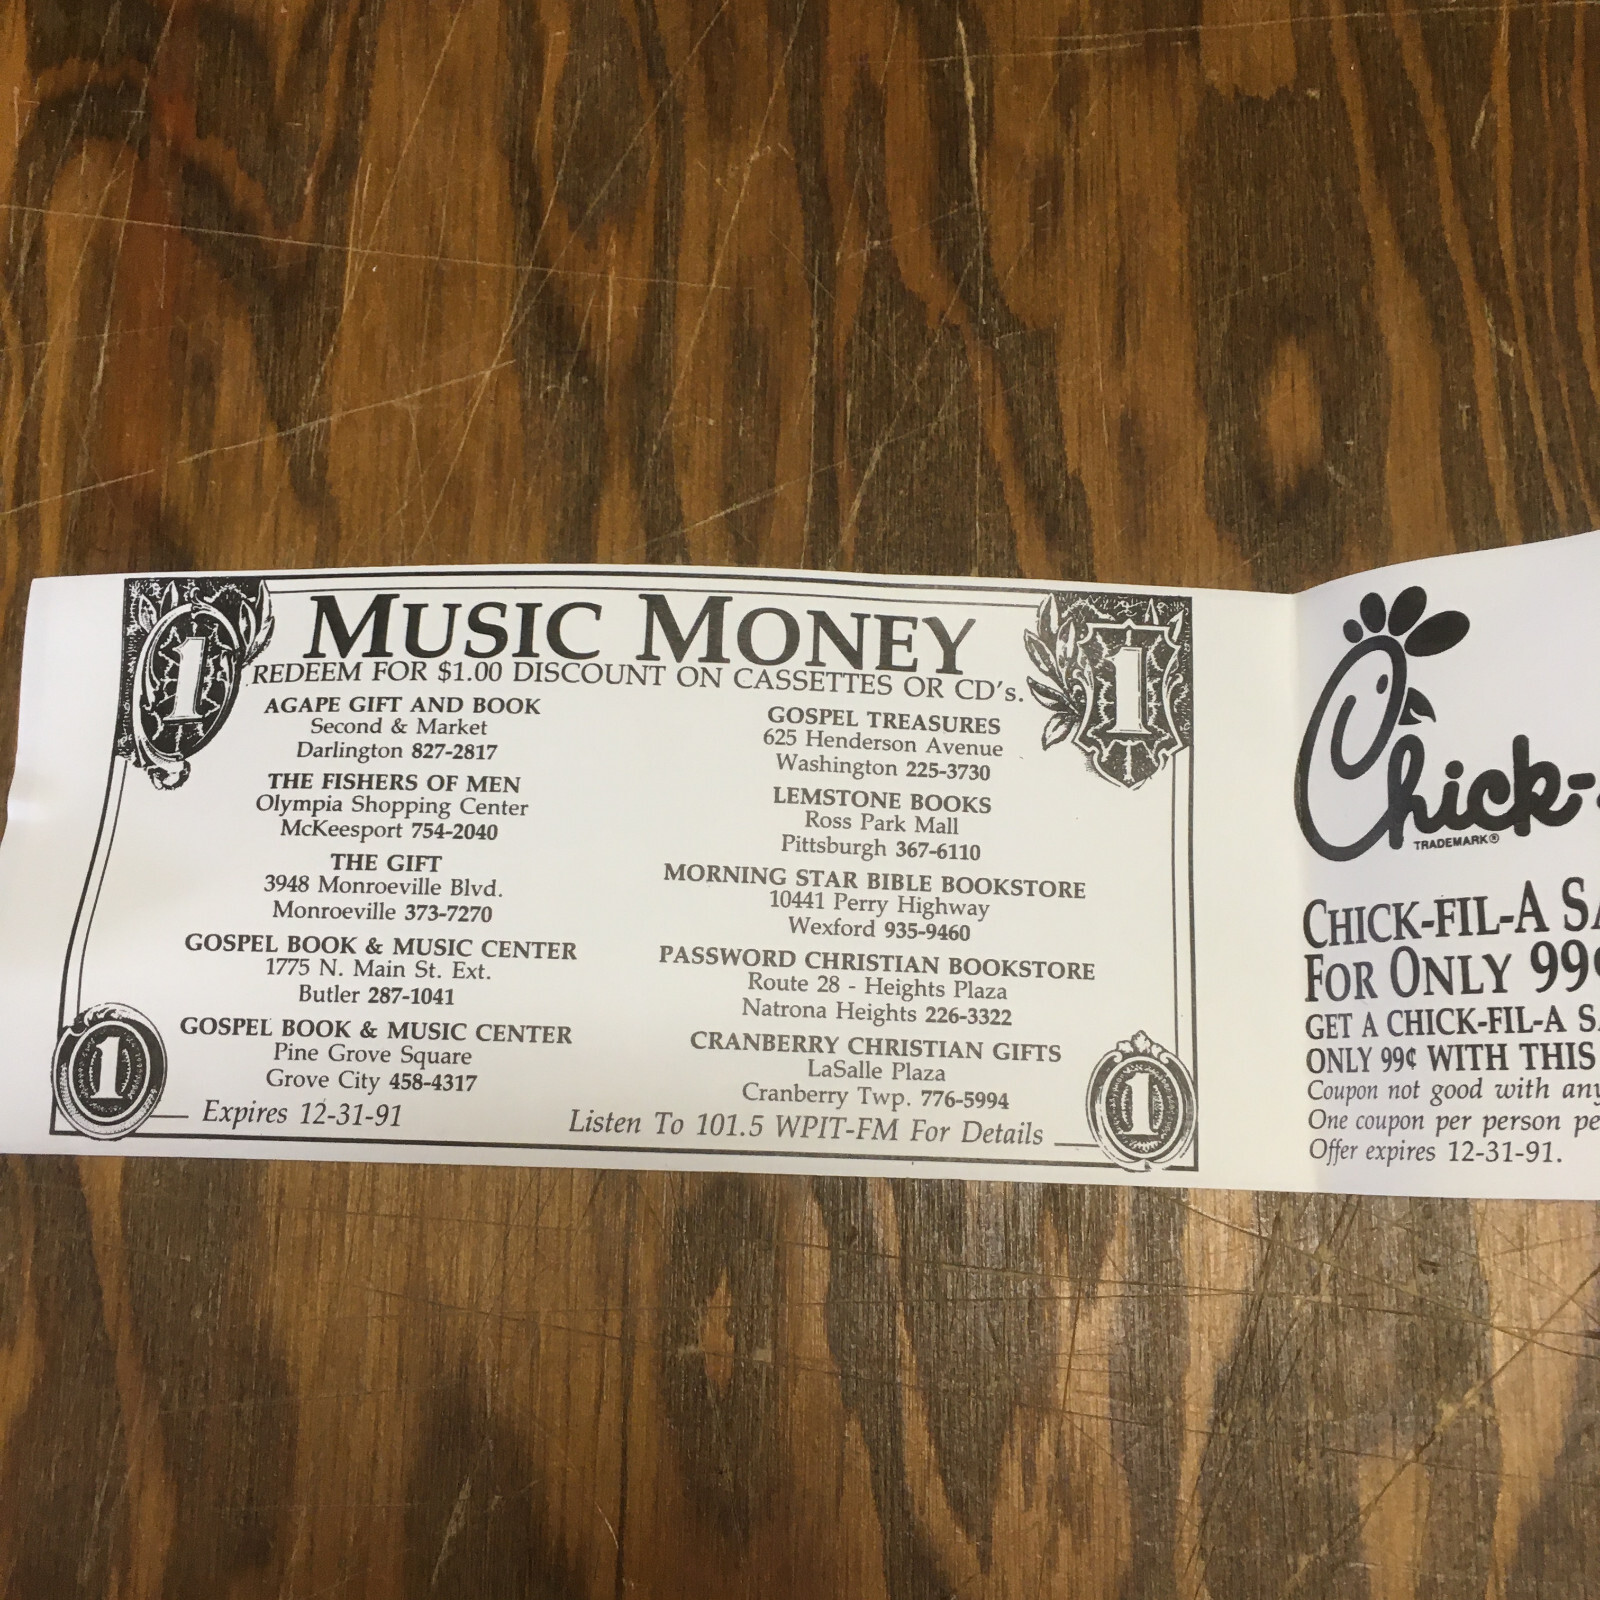 MUSIC MONEY
REDEEM FOR $1.00 DISCOUNT ON CASSETTES OR CD's.
1
1
AGAPE GIFT AND BOOK
Second & Market
Darlington 827-2817
THE FISHERS OF MEN
Olympia Shopping Center
McKeesport 754-2040
THE GIFT
3948 Monroeville Blvd.
Monroeville 373-7270
GOSPEL BOOK & MUSIC CENTER
1775 N. Main St. Ext.
Butler 287-1041
GOSPEL BOOK & MUSIC CENTER
Pine Grove Square
Grove City 458-4317
GOSPEL TREASURES
625 Henderson Avenue
Washington 225-3730
LEMSTONE BOOKS
Ross Park Mall
Pittsburgh 367-6110
MORNING STAR BIBLE BOOKSTORE
10441 Perry Highway
Wexford 935-9460
PASSWORD CHRISTIAN BOOKSTORE
Route 28 - Heights Plaza
Natrona Heights 226-3322
CRANBERRY CHRISTIAN GIFTS
LaSalle Plaza
Cranberry Twp. 776-5994
1
1
Expires 12-31-91
Listen To 101.5 WPIT-FM For Details
Chick-
TRADEMARK®
CHICK-FIL-A
FOR ONLY 99¢
GET A CHICK-FIL-A
ONLY 99¢ WITH THIS
Coupon not good with any
One coupon per person
Offer expires 12-31-91.